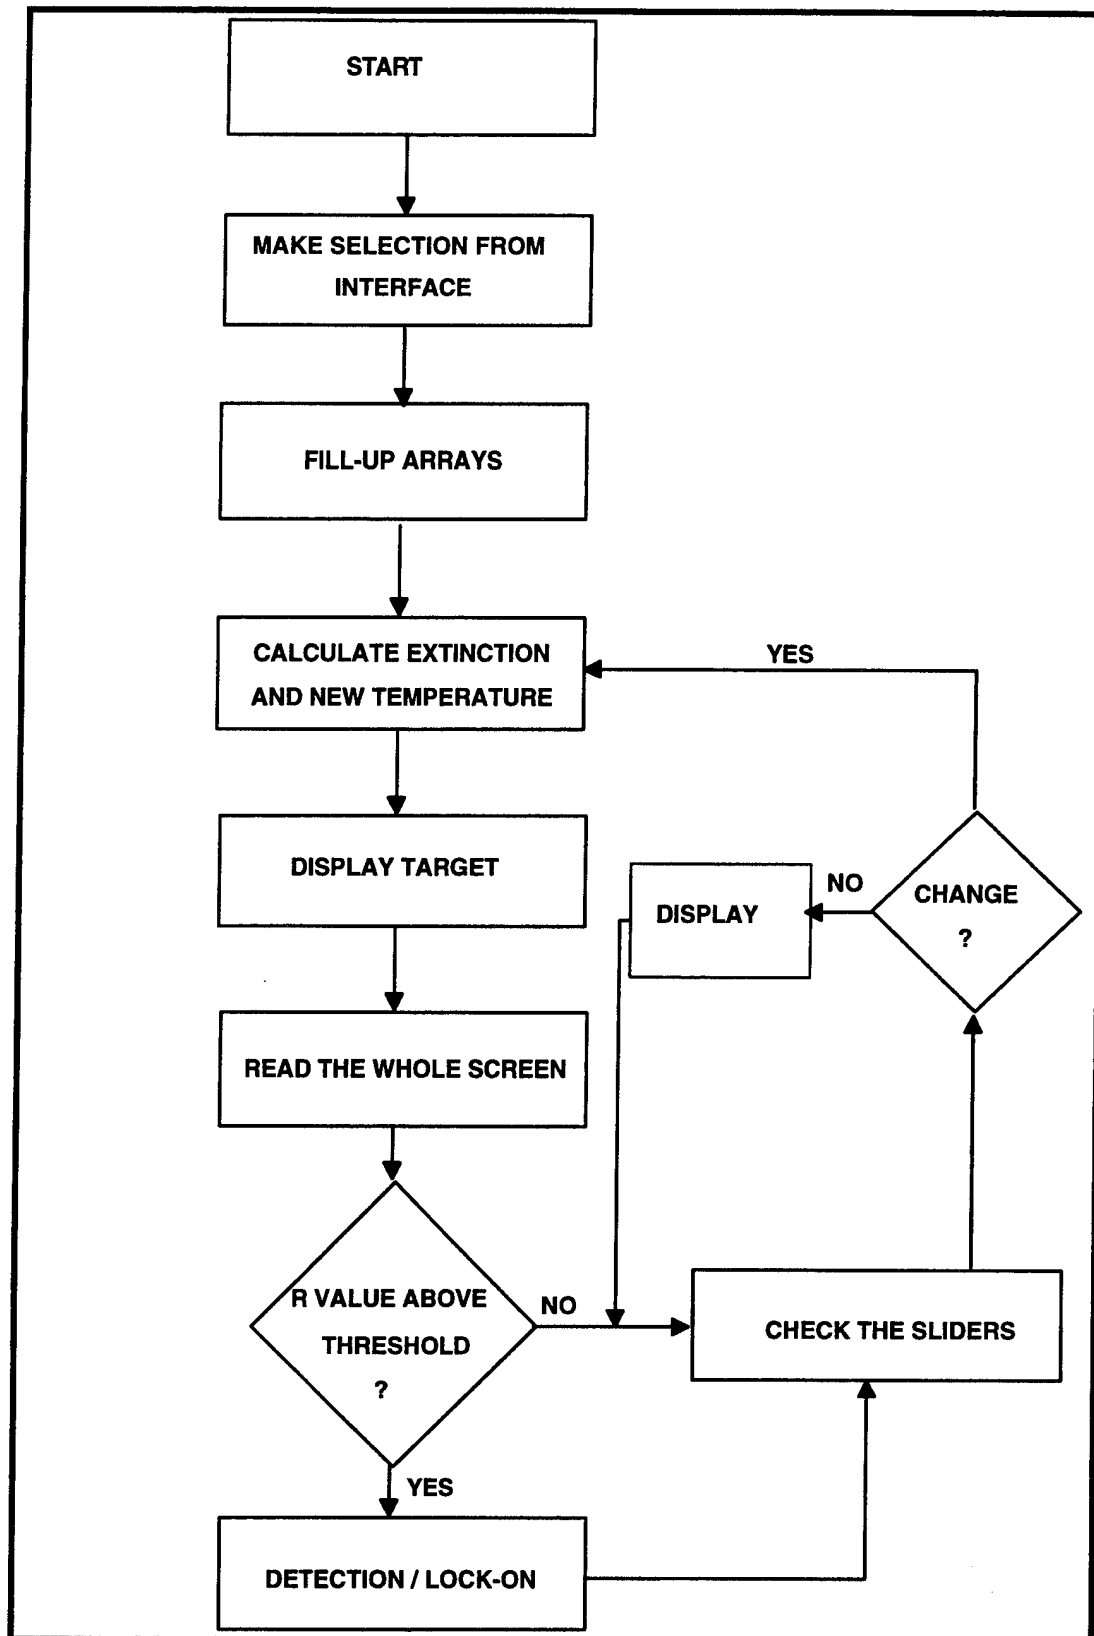 START
MAKE SELECTION FROM
INTERFACE
FILL-UP ARRAYS
CALCULATE EXTINCTION
AND NEW TEMPERATURE
YES
DISPLAY TARGET
DISPLAY
NO
CHANGE
?
READ THE WHOLE SCREEN
R VALUE ABOVE
THRESHOLD
?
NO
CHECK THE SLIDERS
YES
DETECTION / LOCK-ON